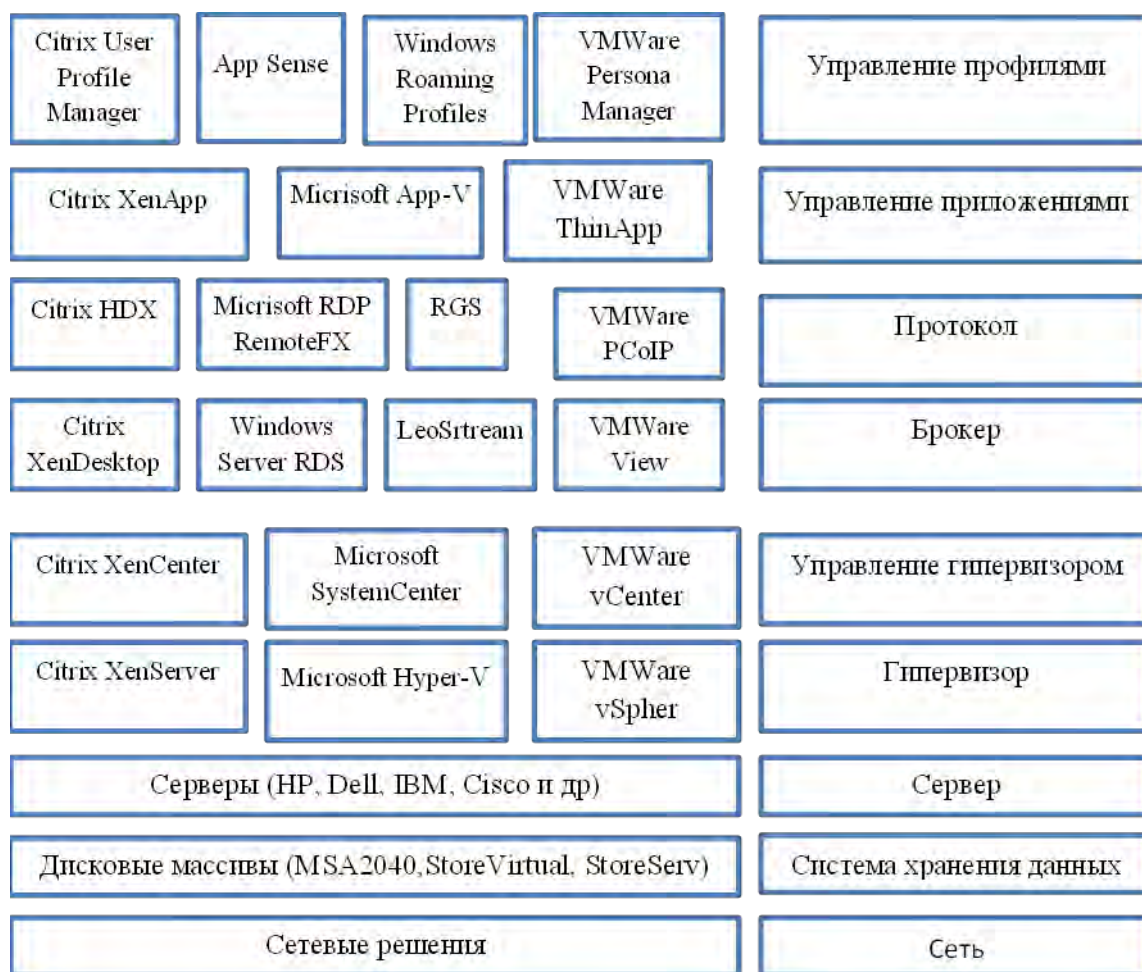 Citrix User
Profile
Manager
App Sense
Windows
Roaming
Profiles
VMWare
Persona
Manager
Управление профилями
Citrix XenApp
Micrisoft App-V
VMWare
ThinApp
Управление приложениями
Citrix HDX
Micrisoft RDP
RemoteFX
RGS
VMWare
PCoIP
Протокол
Citrix
XenDesktop
Windows
Server RDS
LeoSrtream
VMWare
View
Брокер
Citrix XenCenter
Microsoft
SystemCenter
VMWare
vCenter
Управление гипервизором
Citrix XenServer
Microsoft Hyper-V
VMWare
vSpher
Гипервизор
Серверы (HP, Dell, IBM, Cisco и др)
Сервер
Дисковые массивы (MSA2040,StoreVirtual, StoreServ)
Система хранения данных
Сетевые решения
Сеть